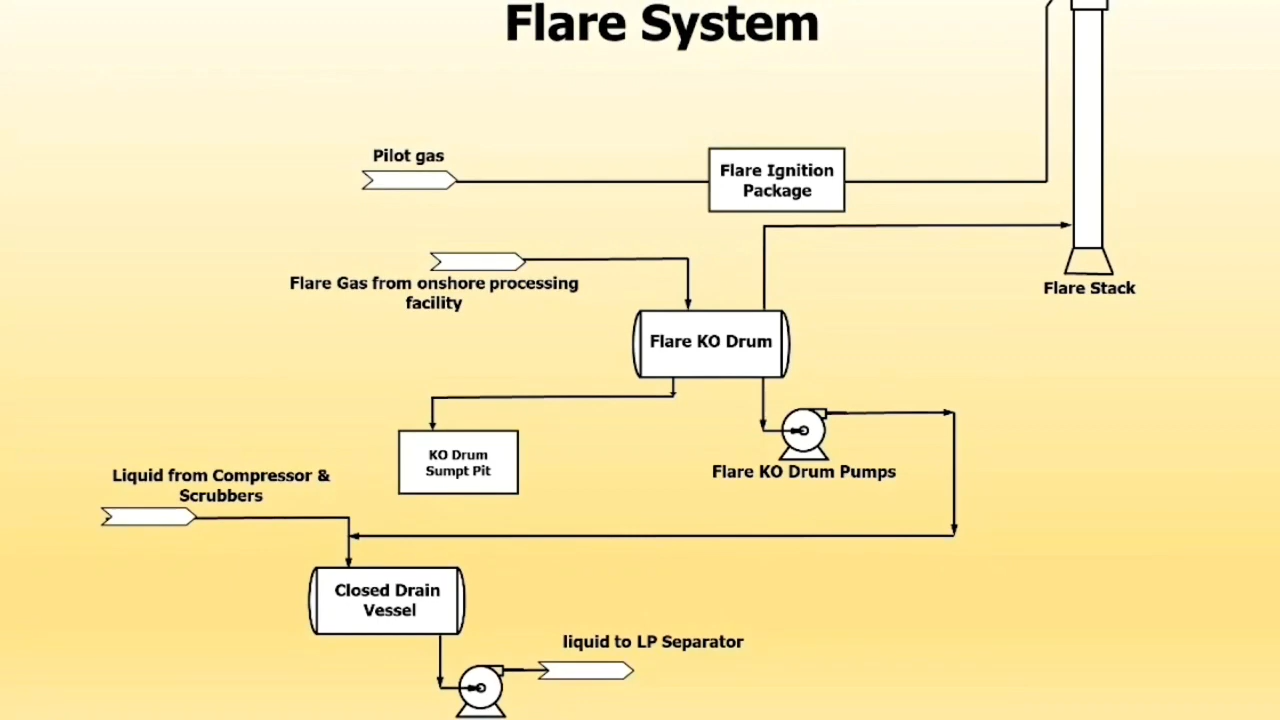 Flare System
Pilot gas
Flare Ignition
Package
Flare Gas from onshore processing
facility
Flare Stack
Flare KO Drum
KO Drum
Sumpt Pit
Flare KO Drum Pumps
Liquid from Compressor &
Scrubbers
Closed Drain
Vessel
liquid to LP Separator